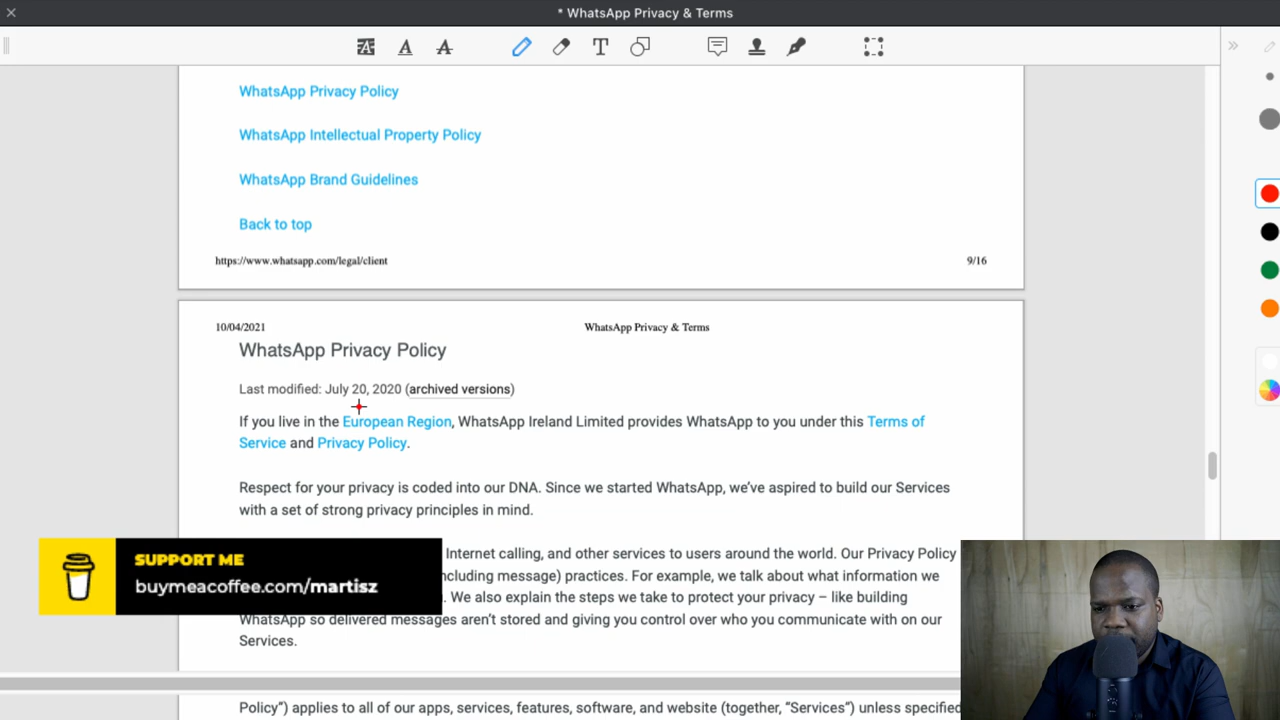 * WhatsApp Privacy & Terms
WhatsApp Privacy Policy
WhatsApp Intellectual Property Policy
WhatsApp Brand Guidelines
Back to top
https://www.whatsapp.com/legal/client 9/16
10/04/2021 WhatsApp Privacy & Terms
WhatsApp Privacy Policy
Last modified: July 20, 2020 (archived versions)
If you live in the European Region, WhatsApp Ireland Limited provides WhatsApp to you under this Terms of
Service and Privacy Policy.
Respect for your privacy is coded into our DNA. Since we started WhatsApp, we've aspired to build our Services
with a set of strong privacy principles in mind.
Internet calling, and other services to users around the world. Our Privacy Policy
(including message) practices. For example, we talk about what information we
. We also explain the steps we take to protect your privacy – like building
WhatsApp so delivered messages aren't stored and giving you control over who you communicate with on our
Services.
SUPPORT ME
buymeacoffee.com/martisz
Policy") applies to all of our apps, services, features, software, and website (together, "Services") unless specified